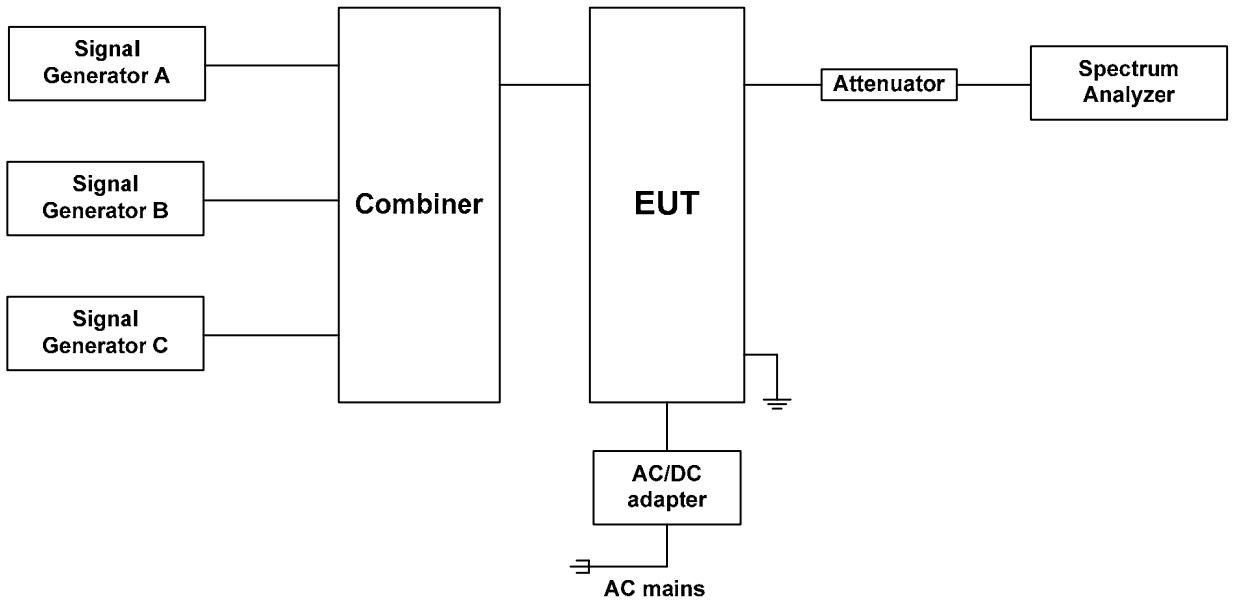 Signal
Generator A
Signal
Generator B
Signal
Generator C
Combiner
EUT
Attenuator
Spectrum
Analyzer
AC/DC
adapter
AC mains